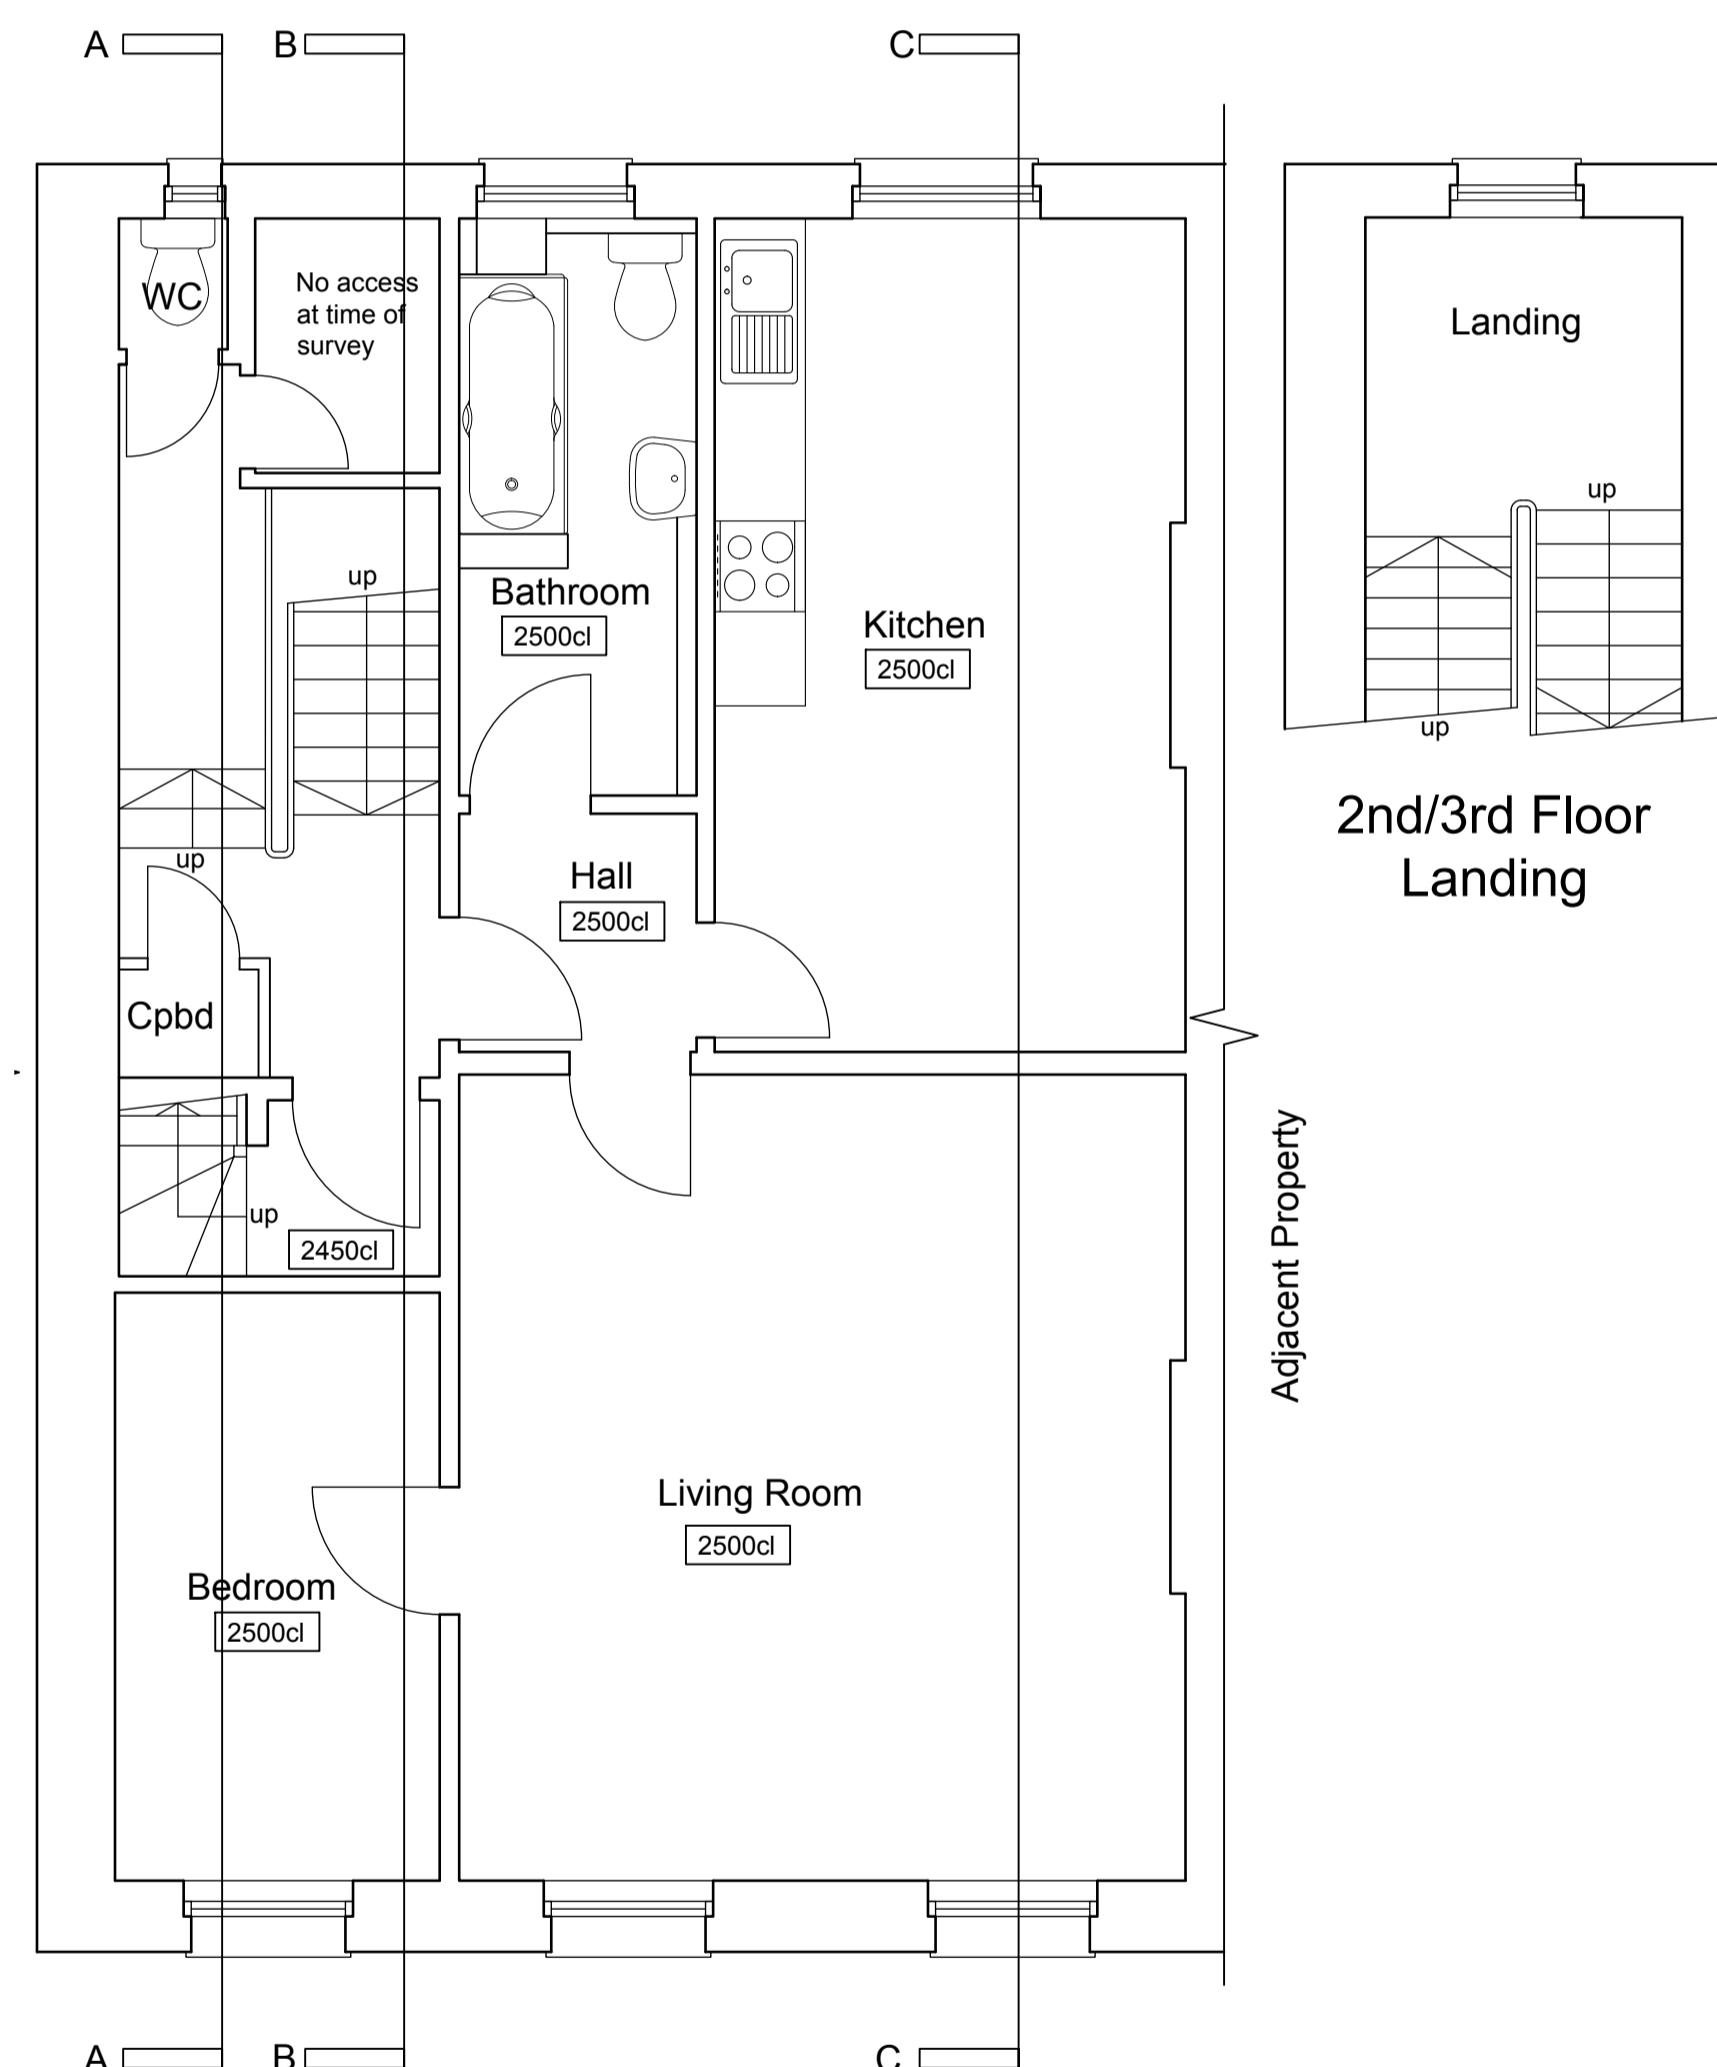 A
B
C
WC
No access
at time of
survey
Landing
up
up
Bathroom
2500cl
Kitchen
2500cl
up
2nd/3rd Floor
Landing
up
Hall
2500cl
Cpbd
up
2450cl
Adjacent Property
Living Room
2500cl
Bedroom
2500cl
A
B
C